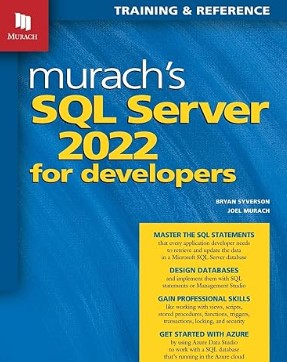 TRAINING & REFERENCE
MURACH
murach's
SQL Server
2022
for developers
BRYAN SYVERSON
JOEL MURACH
MASTER THE SQL STATEMENTS
that every application developer needs
to retrieve and update the data
in a Microsoft SQL Server database
DESIGN DATABASES
and implement them with SQL
statements or Management Studio
GAIN PROFESSIONAL SKILLS
like working with views, scripts,
stored procedures, functions, triggers,
transactions, locking, and security
GET STARTED WITH AZURE
by using Azure Data Studio
to work with a SQL database
that's running in the Azure cloud